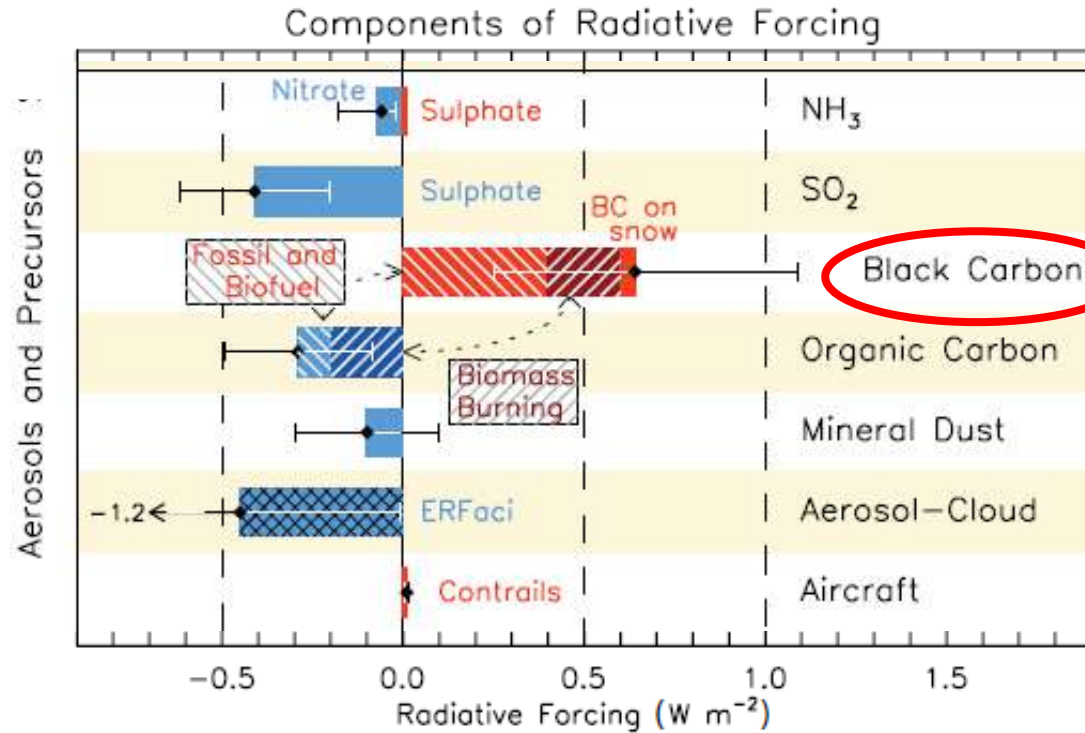 Components of Radiative Forcing
Aerosols and Precursors
Nitrate
Sulphate
NH₃
Sulphate
SO₂
BC on
snow
Fossil and
Biofuel
Black Carbon
Organic Carbon
Biomass
Burning
Mineral Dust
-1.2
ERFaci
Aerosol-Cloud
Contrails
Aircraft
-0.5 0.0 0.5 1.0 1.5
Radiative Forcing (W m⁻²)